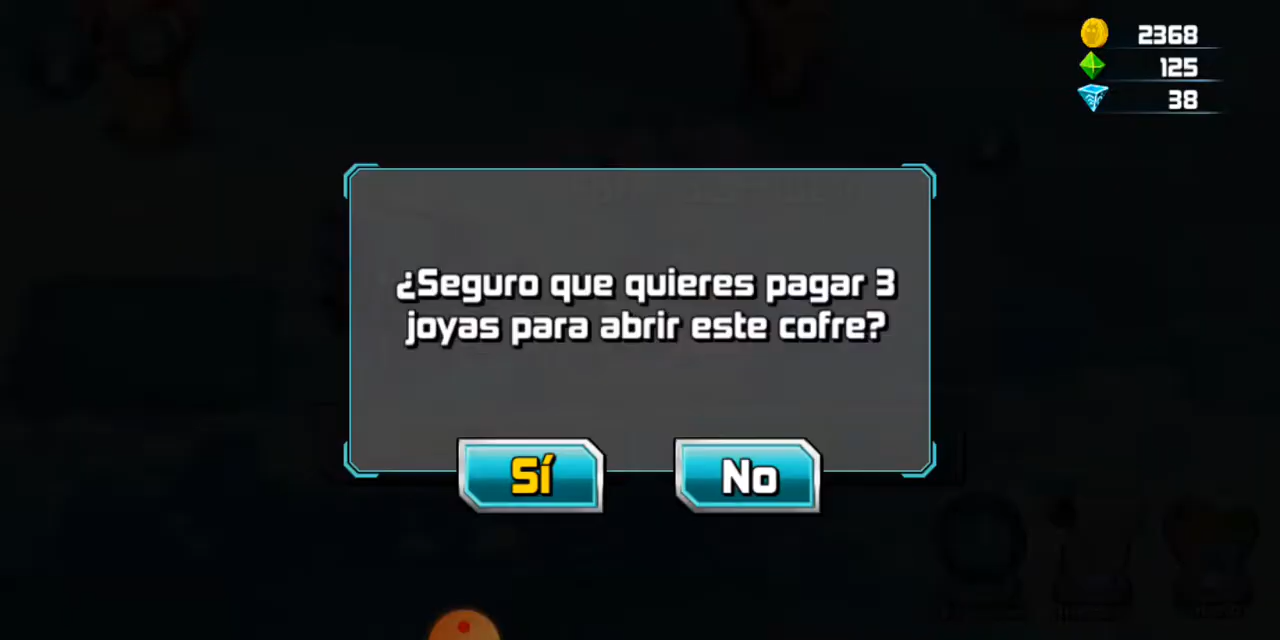 2368
125
38
¿Seguro que quieres pagar 3
joyas para abrir este cofre?
Sí
No